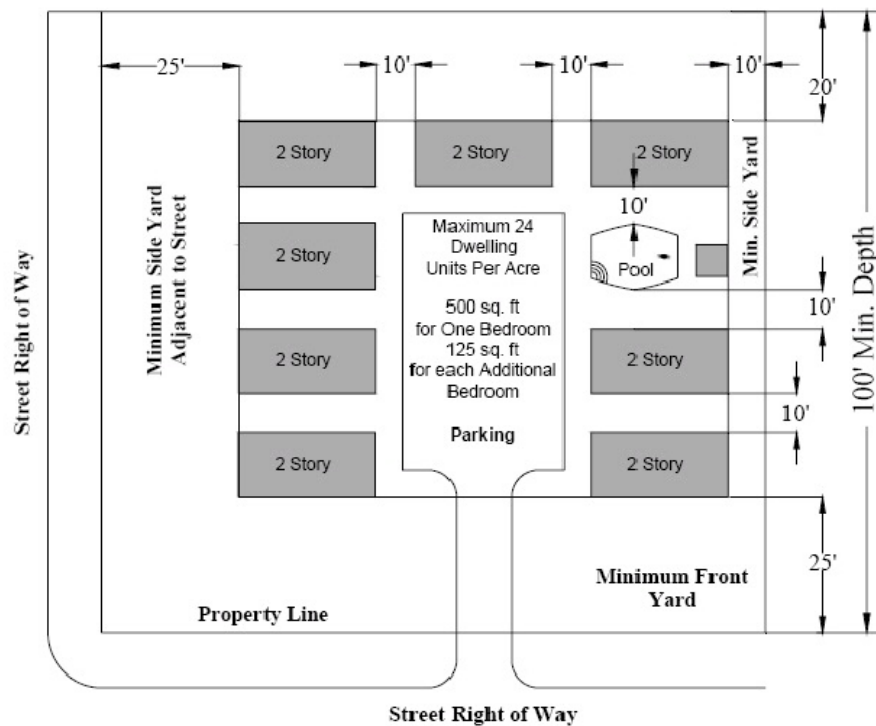 25'
10'
10'
10'
20'
2 Story
2 Story
2 Story
Street Right of Way
Minimum Side Yard
Adjacent to Street
2 Story
Maximum 24
Dwelling
Units Per Acre
500 sq. ft
for One Bedroom
125 sq. ft
for each Additional
Bedroom
Parking
10'
Pool
Min. Side Yard
100' Min. Depth
10'
2 Story
2 Story
10'
2 Story
2 Story
25'
Minimum Front
Yard
Property Line
Street Right of Way